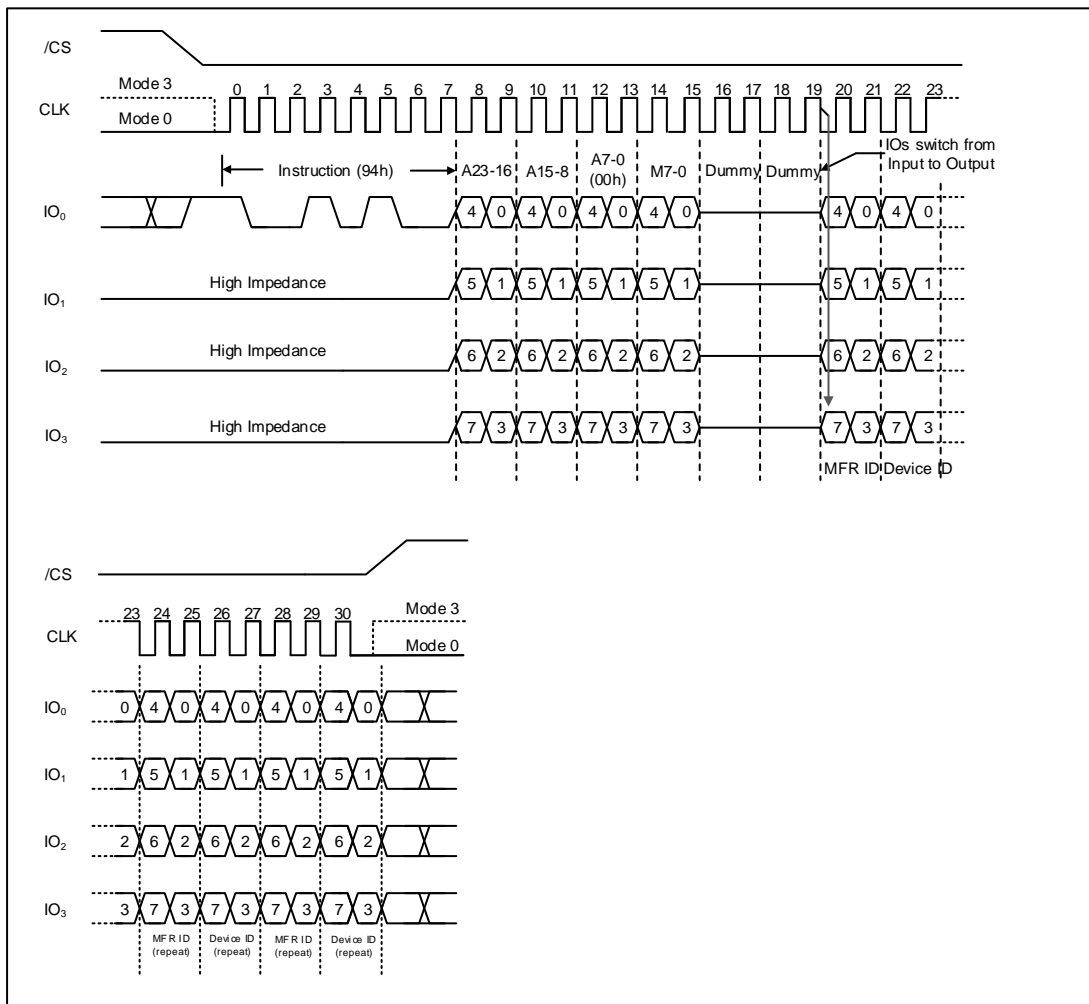 /CS
Mode 3
0 1 2 3 4 5 6 7 8 9 10 11 12 13 14 15 16 17 18 19 20 21 22 23
CLK
Mode 0
IOs switch from
Input to Output
Instruction (94h) A23-16 A15-8 A7-0 (00h) M7-0 Dummy Dummy
IO₀ 4 0 4 0 4 0 4 0 4 0 4 0
High Impedance
IO₁ 5 1 5 1 5 1 5 1 5 1 5 1
High Impedance
IO₂ 6 2 6 2 6 2 6 2 6 2 6 2
High Impedance
IO₃ 7 3 7 3 7 3 7 3 7 3 7 3
MFR ID Device ID
/CS
23 24 25 26 27 28 29 30 Mode 3
CLK
Mode 0
IO₀ 0 4 0 4 0 4 0 4 0
IO₁ 1 5 1 5 1 5 1 5 1
IO₂ 2 6 2 6 2 6 2 6 2
IO₃ 3 7 3 7 3 7 3 7 3
MFR ID Device ID MFR ID Device ID
(repeat) (repeat) (repeat) (repeat)